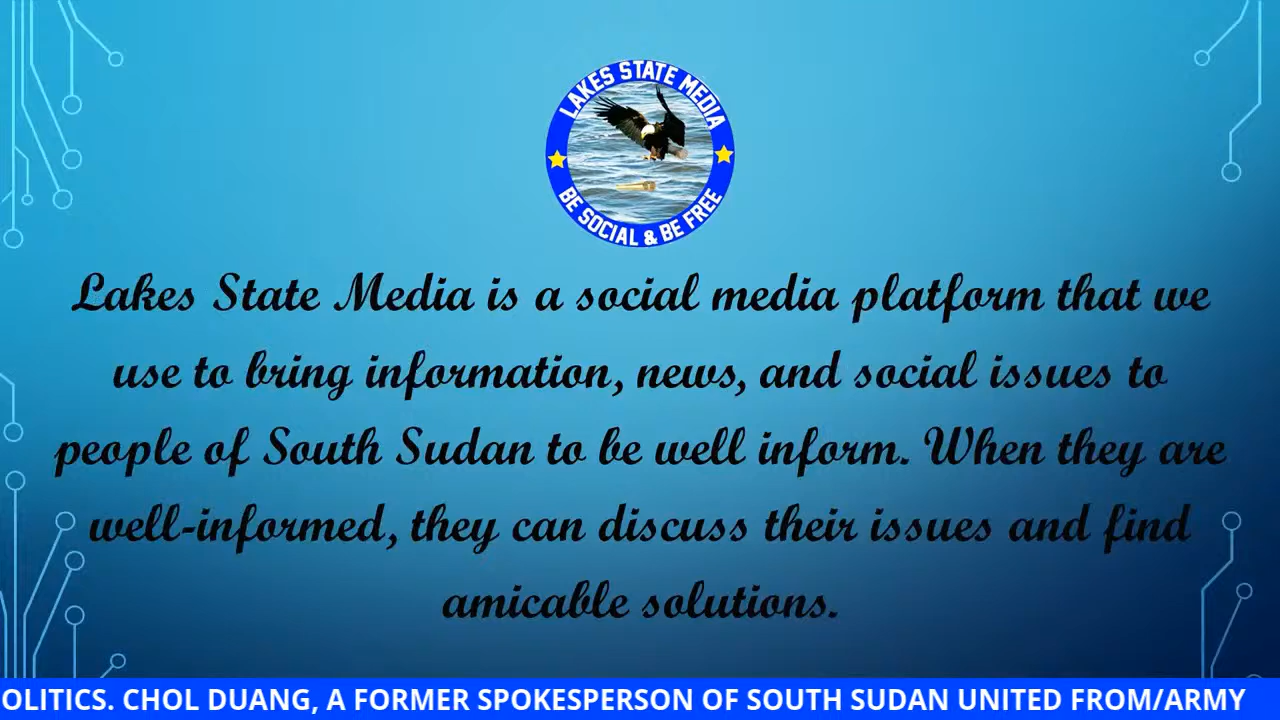 LAKES STATE MEDIA
BE SOCIAL & BE FREE
Lakes State Media is a social media platform that we
use to bring information, news, and social issues to
people of South Sudan to be well inform. When they are
well-informed, they can discuss their issues and find
amicable solutions.
OLITICS. CHOL DUANG, A FORMER SPOKESPERSON OF SOUTH SUDAN UNITED FROM/ARMY